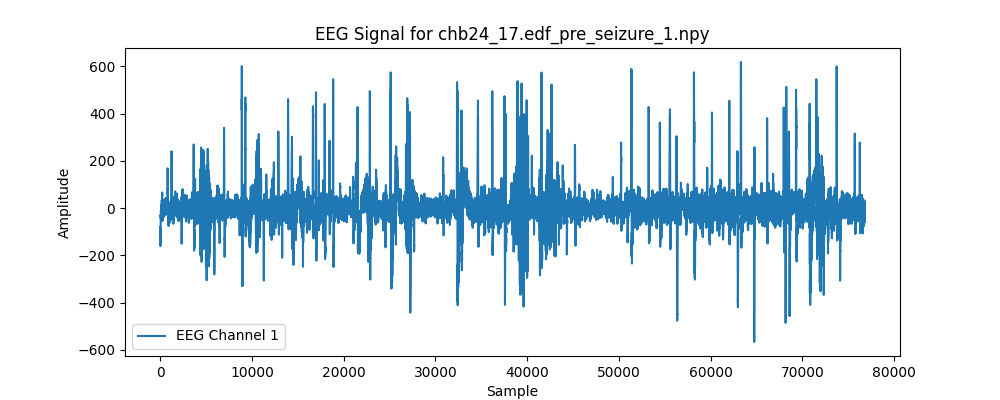 EEG Signal for chb24_17.edf_pre_seizure_1.npy
600
400
200
0
−200
−400
−600
Amplitude
EEG Channel 1
0 10000 20000 30000 40000 50000 60000 70000 80000
Sample